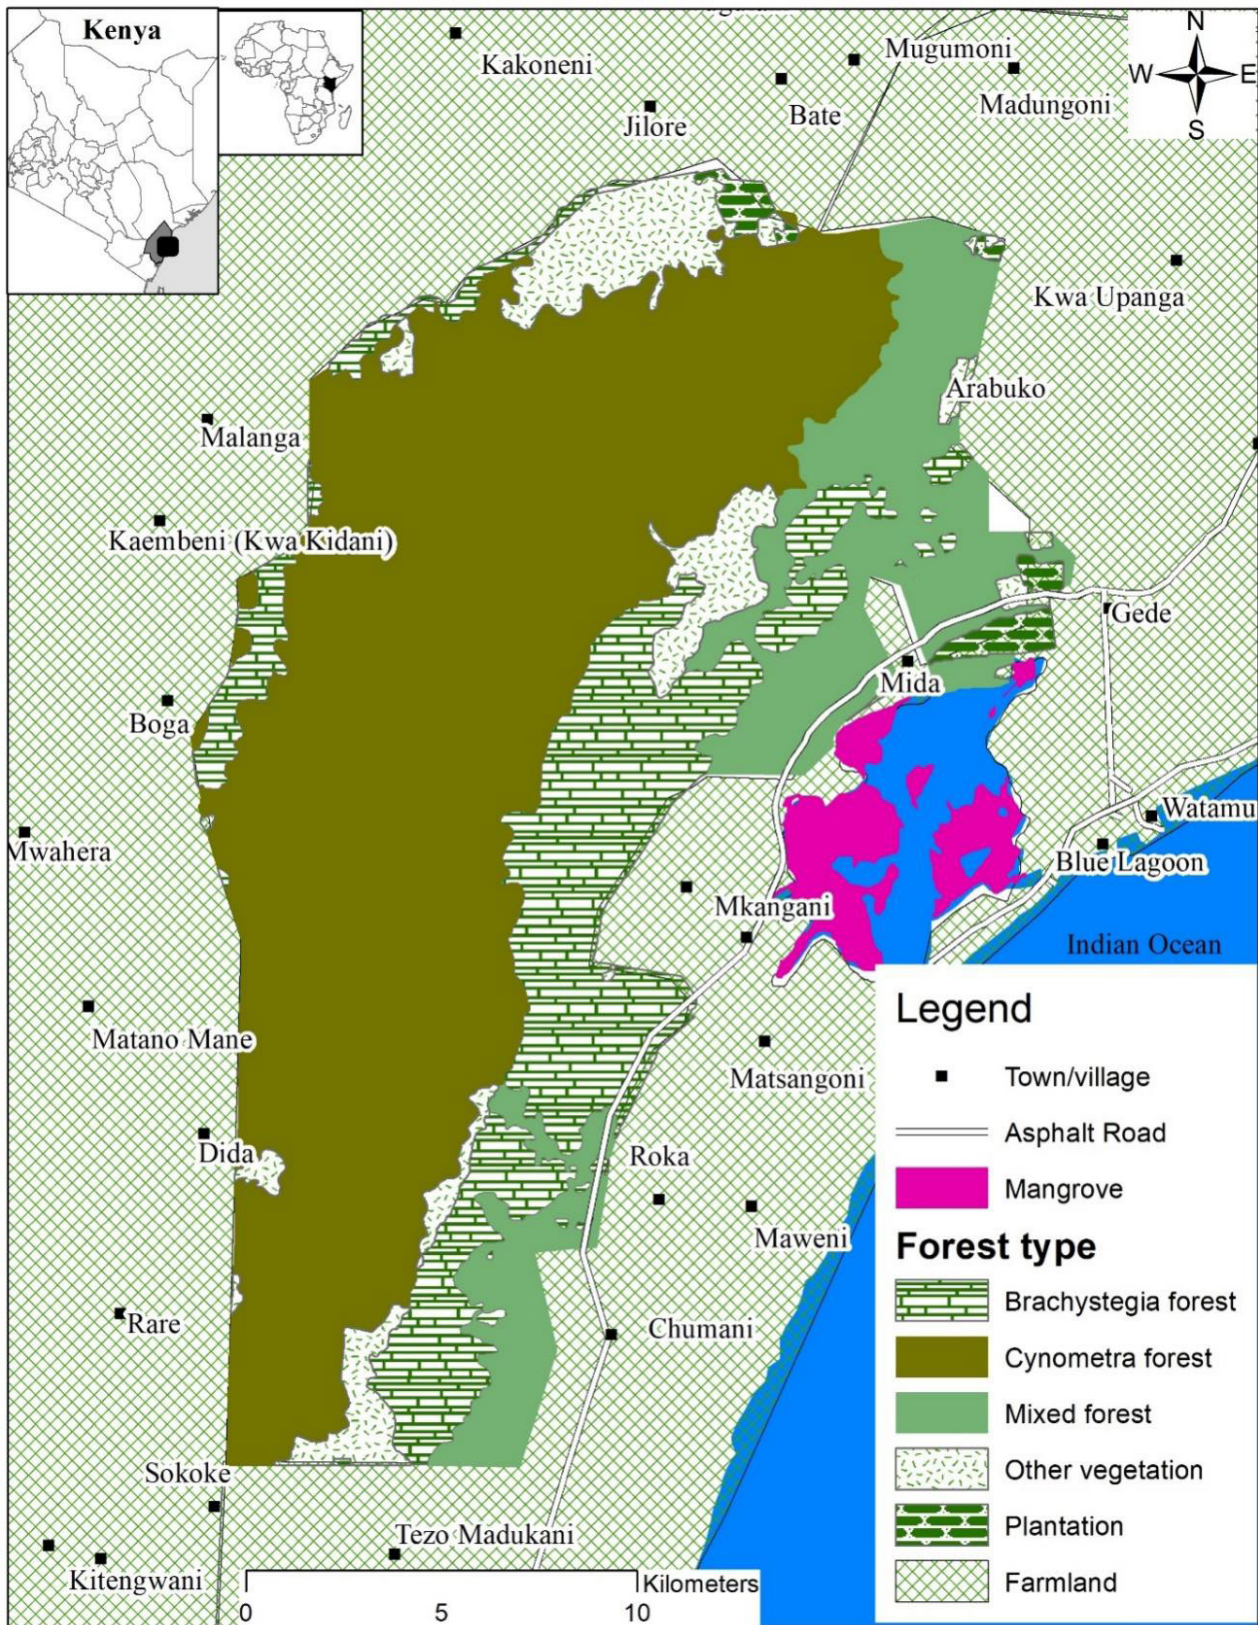 Kenya
N
W
E
S
Kakoneni
Mugumoni
Bate
Madungoni
Jilore
Kwa Upanga
Arabuko
Malanga
Kaembeni (Kwa Kidani)
Gede
Mida
Boga
Watamu
Mwahera
Blue Lagoon
Mkangani
Indian Ocean
Matano Mane
Matsangoni
Dida
Roka
Maweni
Rare
Chumani
Sokoke
Tezo Madukani
Kitengwani
Kilometers
0
5
10
Legend
Town/village
Asphalt Road
Mangrove
Forest type
Brachystegia forest
Cynometra forest
Mixed forest
Other vegetation
Plantation
Farmland